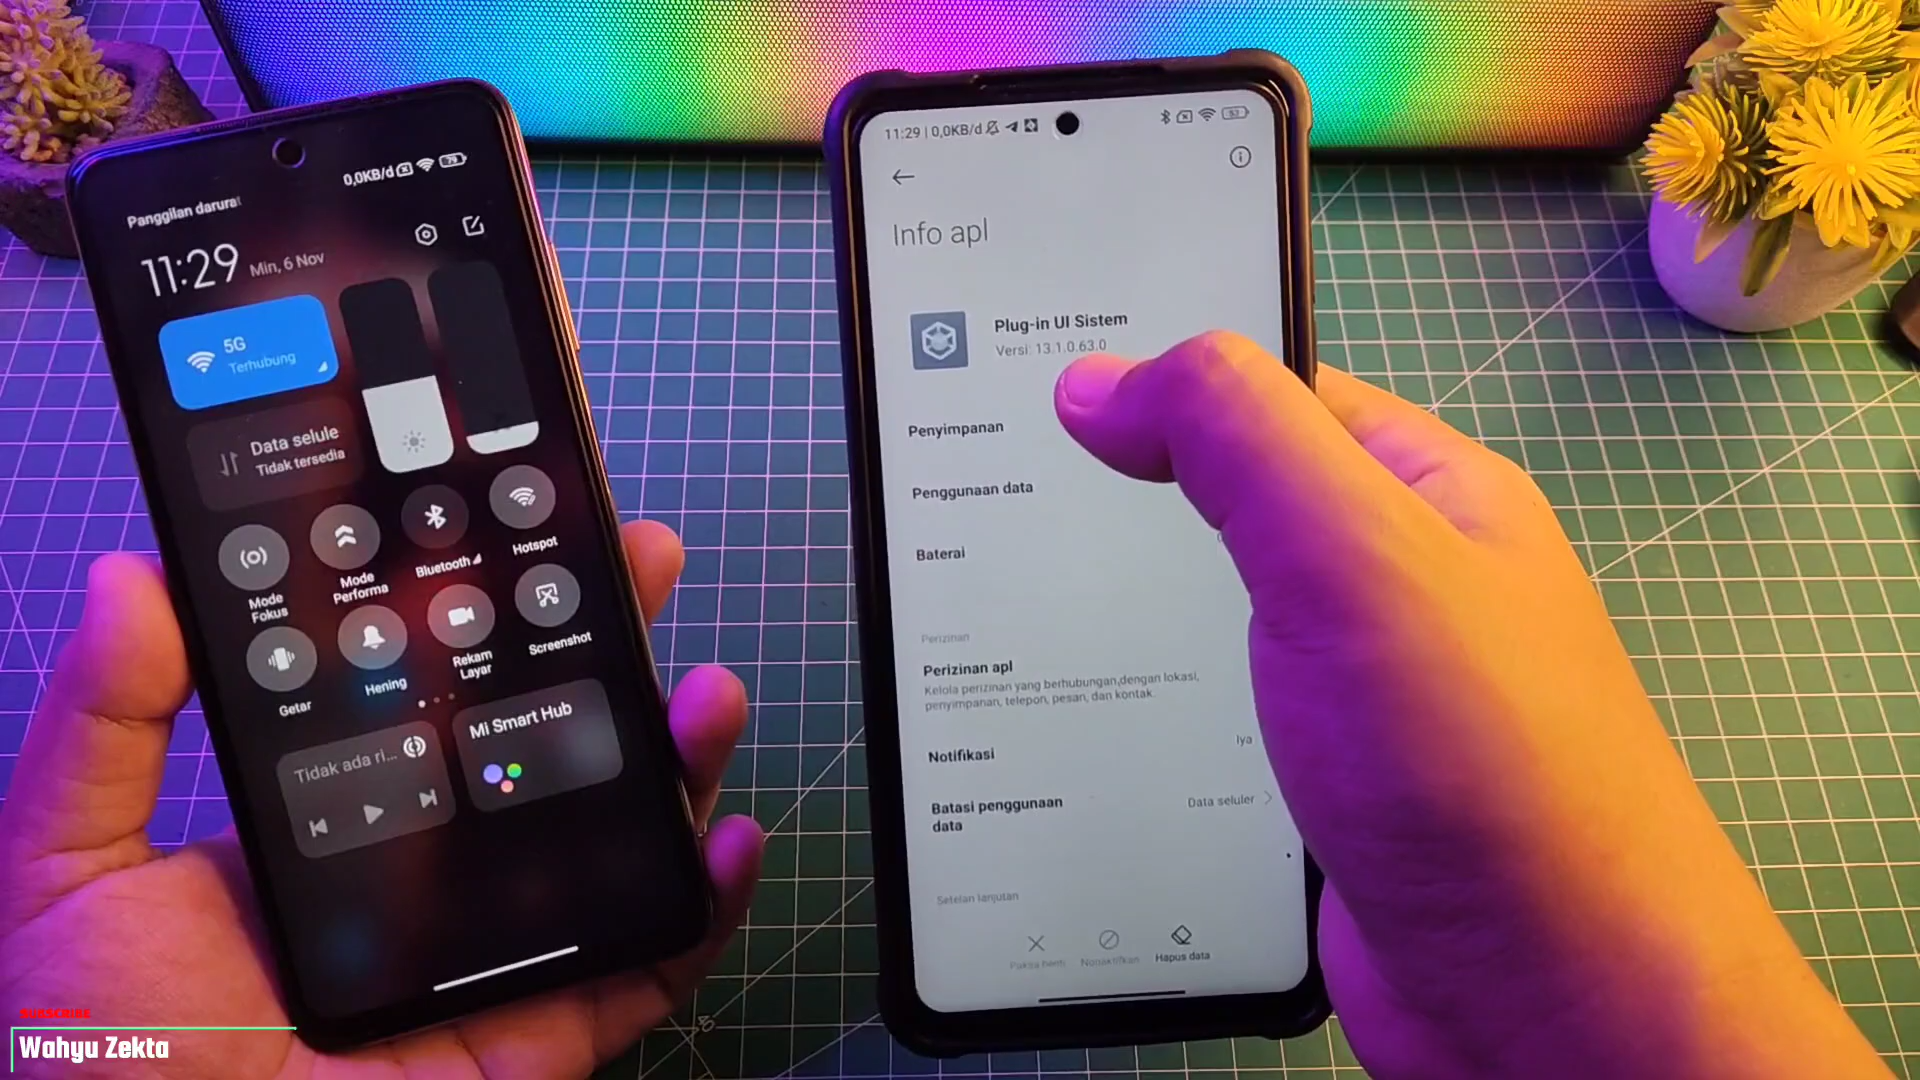 Panggilan darurat
0,0KB/d
79
11:29 Min, 6 Nov
5G
Terhubung
Data selule
Tidak tersedia
Mode
Fokus
Mode
Performa
Bluetooth
Hotspot
Getar
Hening
Rekam
Layar
Screenshot
Tidak ada ri...
Mi Smart Hub
11:29 | 0,0KB/d
Info apl
Plug-in UI Sistem
Versi: 13.1.0.63.0
Penyimpanan
Penggunaan data
Baterai
Perizinan
Perizinan apl
Kelola perizinan yang berhubungan,dengan lokasi,
penyimpanan, telepon, pesan, dan kontak.
Notifikasi
Iya
Batasi penggunaan
data
Data seluler
Setelan lanjutan
Paksa henti
Nonaktifkan
Hapus data
40
SUBSCRIBE
Wahyu Zekta